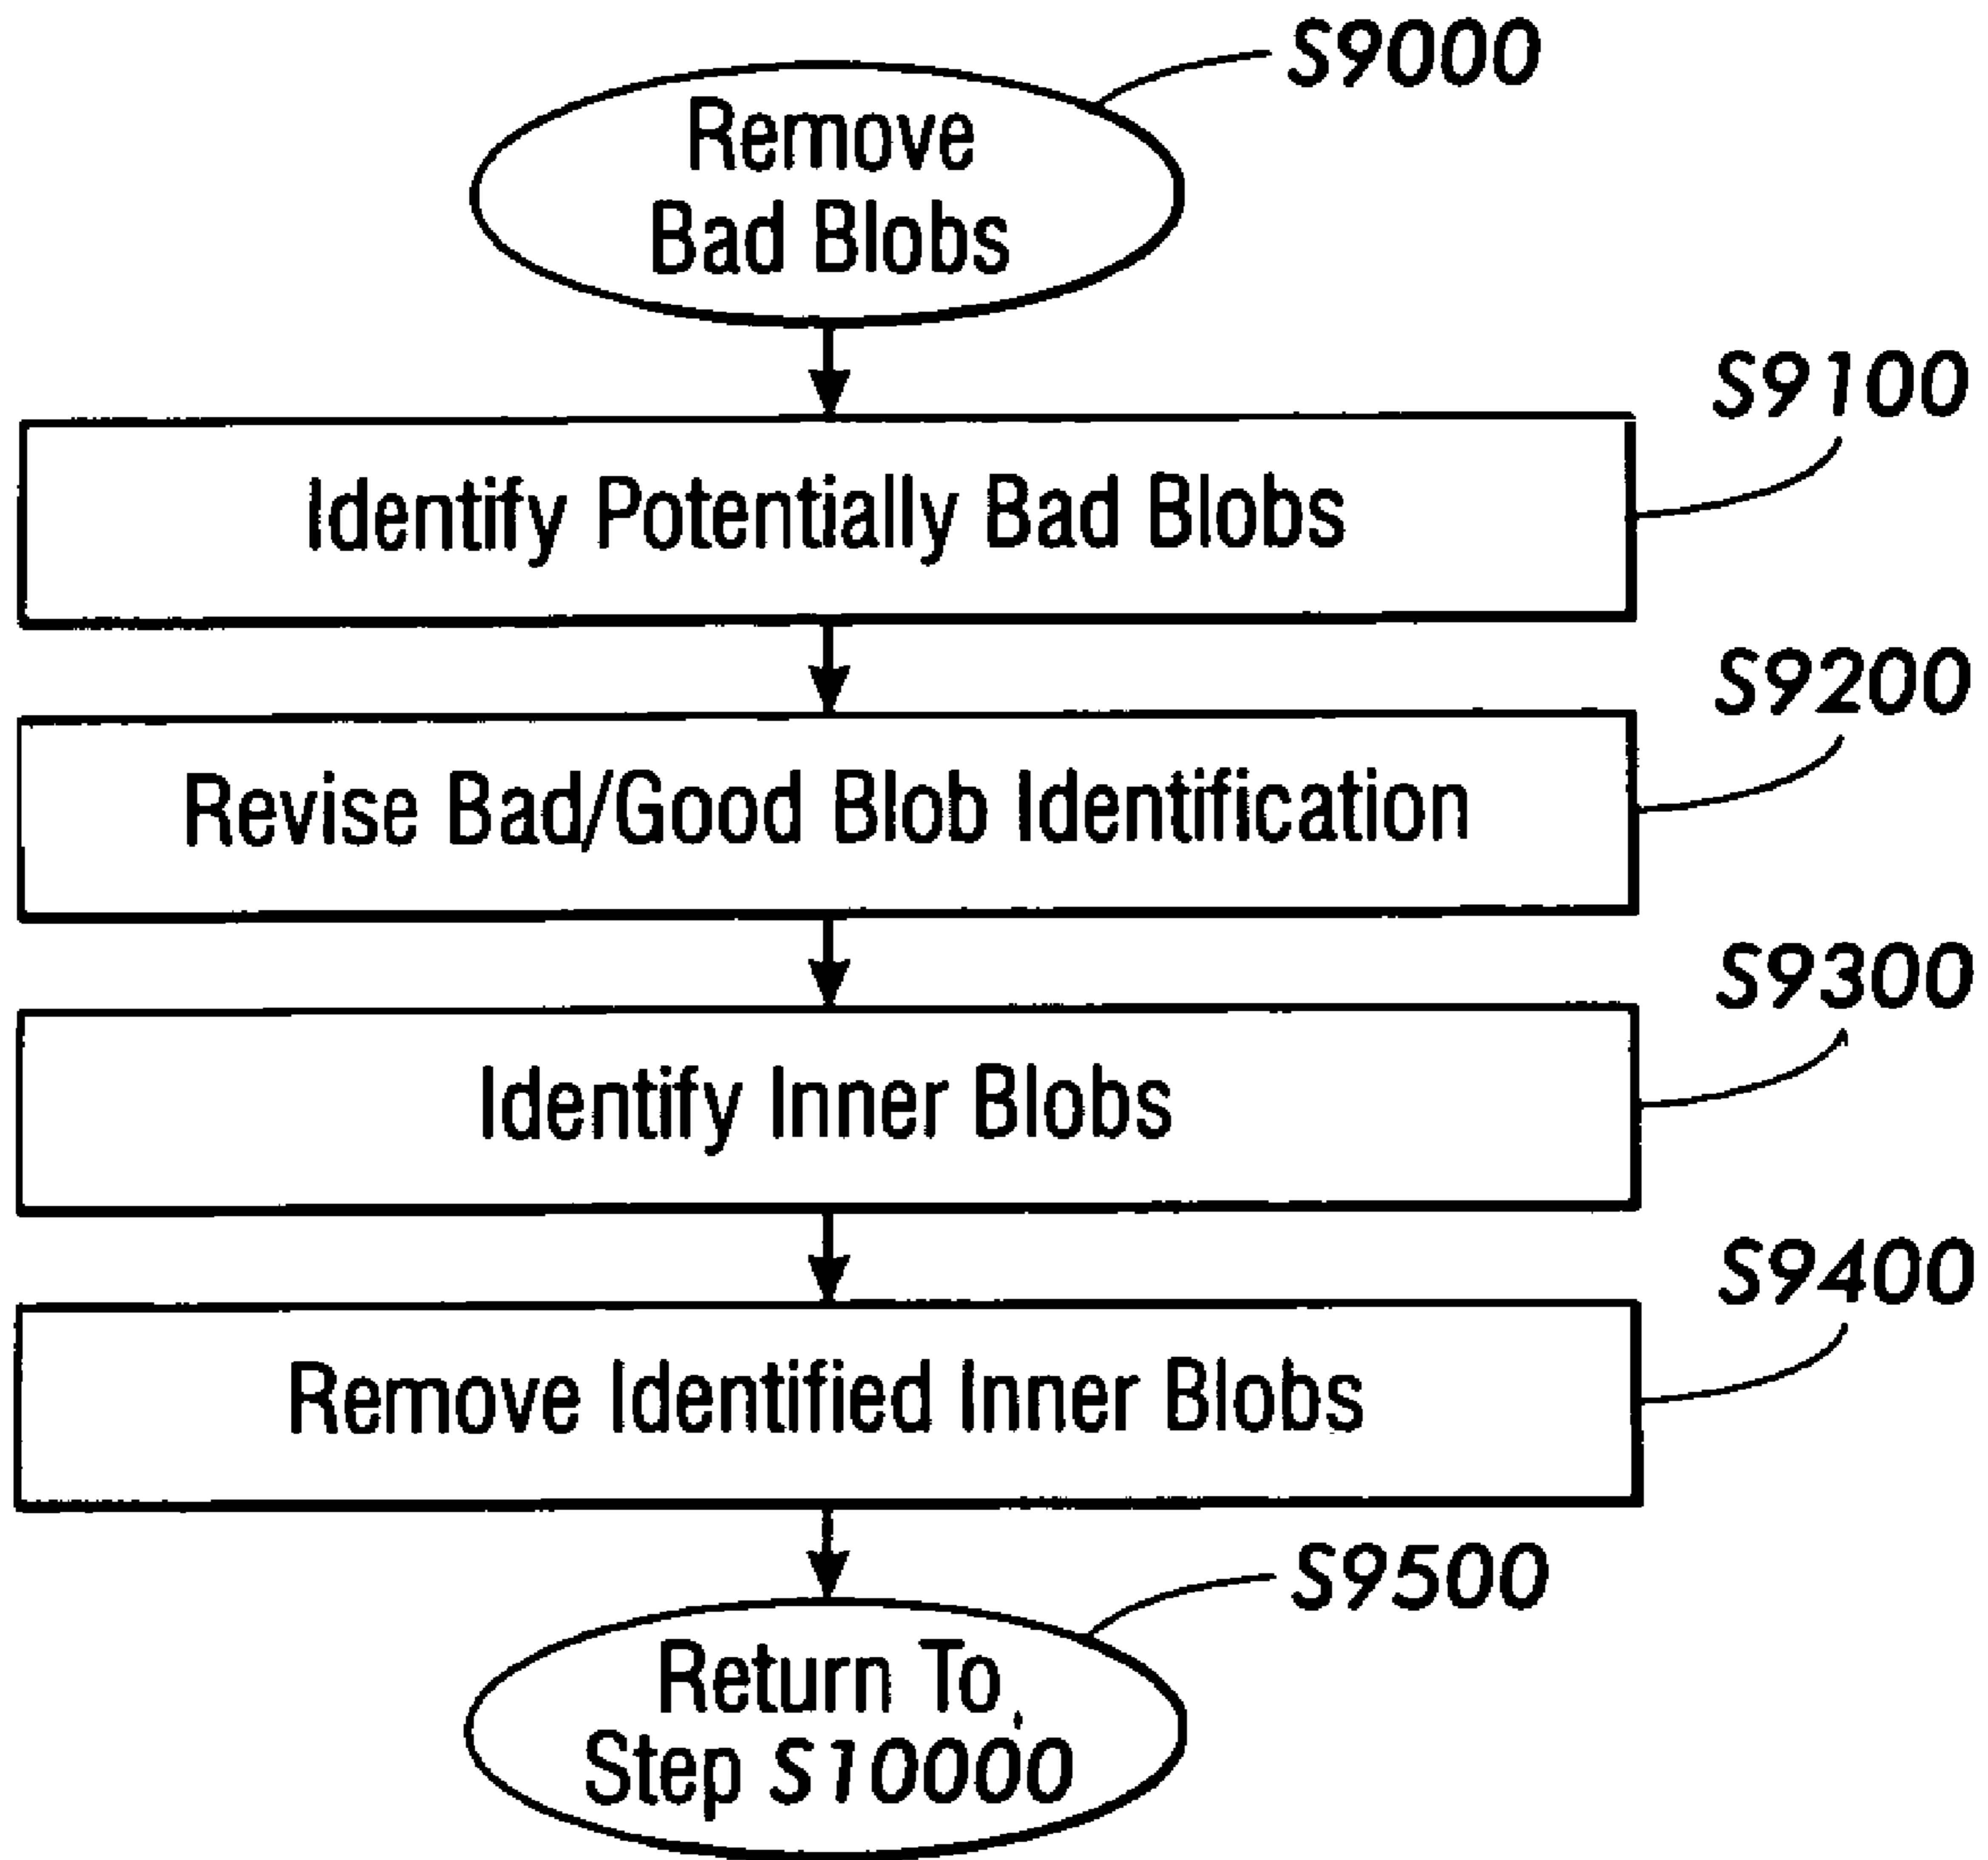 S9000
Remove
Bad Blobs
S9100
Identify Potentially Bad Blobs
S9200
Revise Bad/Good Blob Identification
S9300
Identify Inner Blobs
S9400
Remove Identified Inner Blobs
S9500
Return To
Step S10000